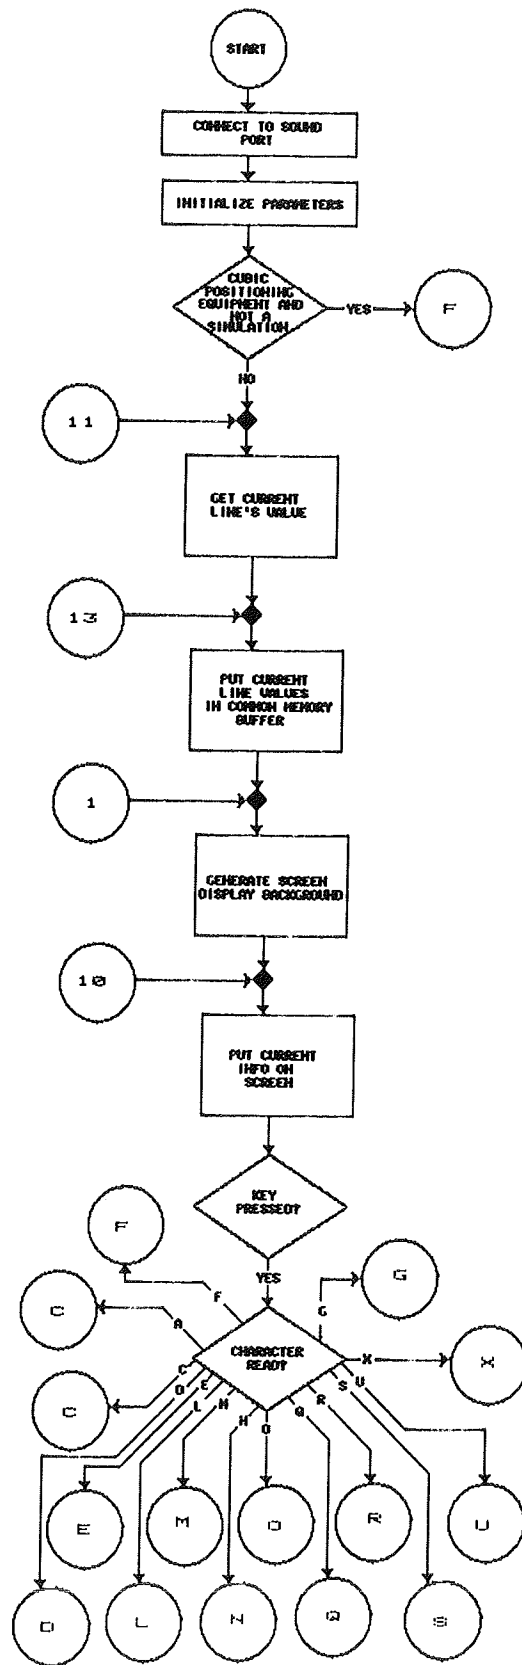 START
CONNECT TO SOUND
PORT
INITIALIZE PARAMETERS
CUBIC
POSITIONING
EQUIPMENT AND
NOT A
SIMULATION
YES
F
NO
11
GET CURRENT
LINE'S VALUE
13
PUT CURRENT
LINE VALUES
IN COMMON MEMORY
BUFFER
1
GENERATE SCREEN
DISPLAY BACKGROUND
10
PUT CURRENT
INFO ON
SCREEN
KEY
PRESSED?
F
YES
G
F
G
C
A
CHARACTER
READY
X
X
C
C
D
E
L
M
N
O
Q
R
S
U
E
M
O
R
U
D
L
N
Q
S